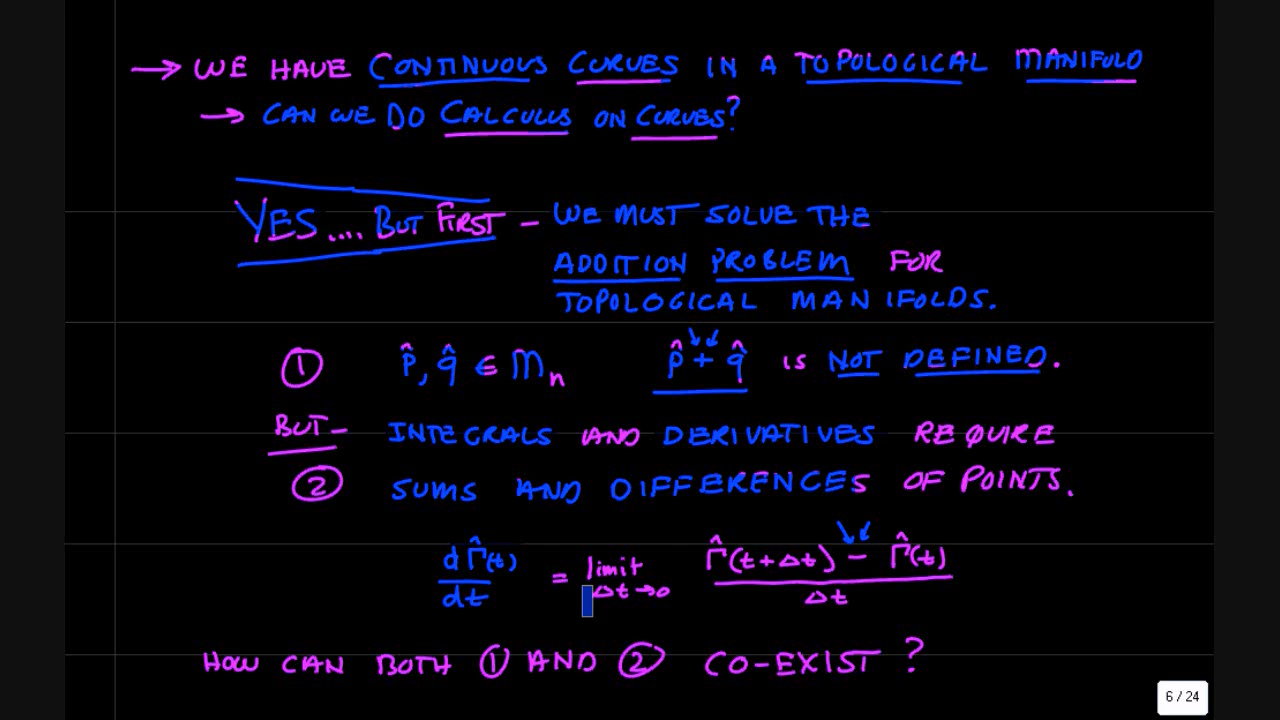 → WE HAVE CONTINUOUS CURVES IN A TOPOLOGICAL MANIFOLD
→ CAN WE DO CALCULUS ON CURVES?
YES .... BUT FIRST – WE MUST SOLVE THE
ADDITION PROBLEM FOR
TOPOLOGICAL MANIFOLDS.
① p̂, q̂ ∈ M_n p̂ + q̂ IS NOT DEFINED.
BUT – INTEGRALS AND DERIVATIVES REQUIRE
② SUMS AND DIFFERENCES OF POINTS.
dΓ̂(t)/dt = limit Δt→0 (Γ̂(t+Δt) – Γ̂(t))/Δt
HOW CAN BOTH ① AND ② CO-EXIST?
6 / 24